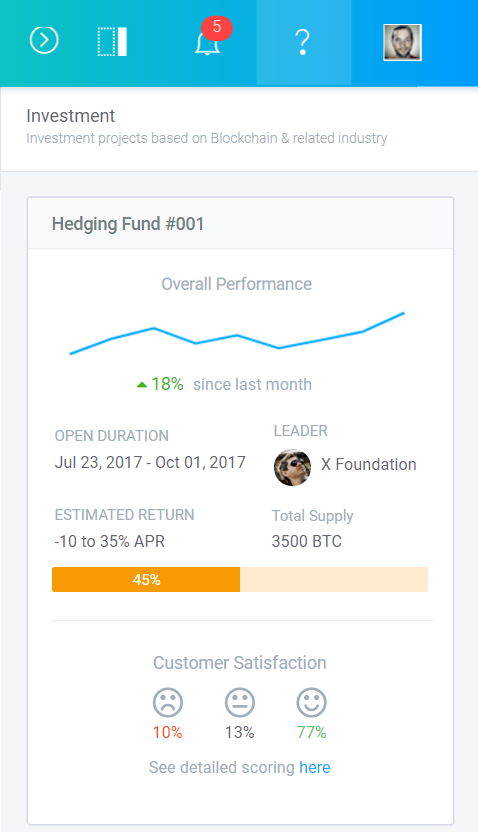 5
?
Investment
Investment projects based on Blockchain & related industry
Hedging Fund #001
Overall Performance
18% since last month
OPEN DURATION
Jul 23, 2017 - Oct 01, 2017
LEADER
X Foundation
ESTIMATED RETURN
-10 to 35% APR
Total Supply
3500 BTC
45%
Customer Satisfaction
10% 13% 77%
See detailed scoring here